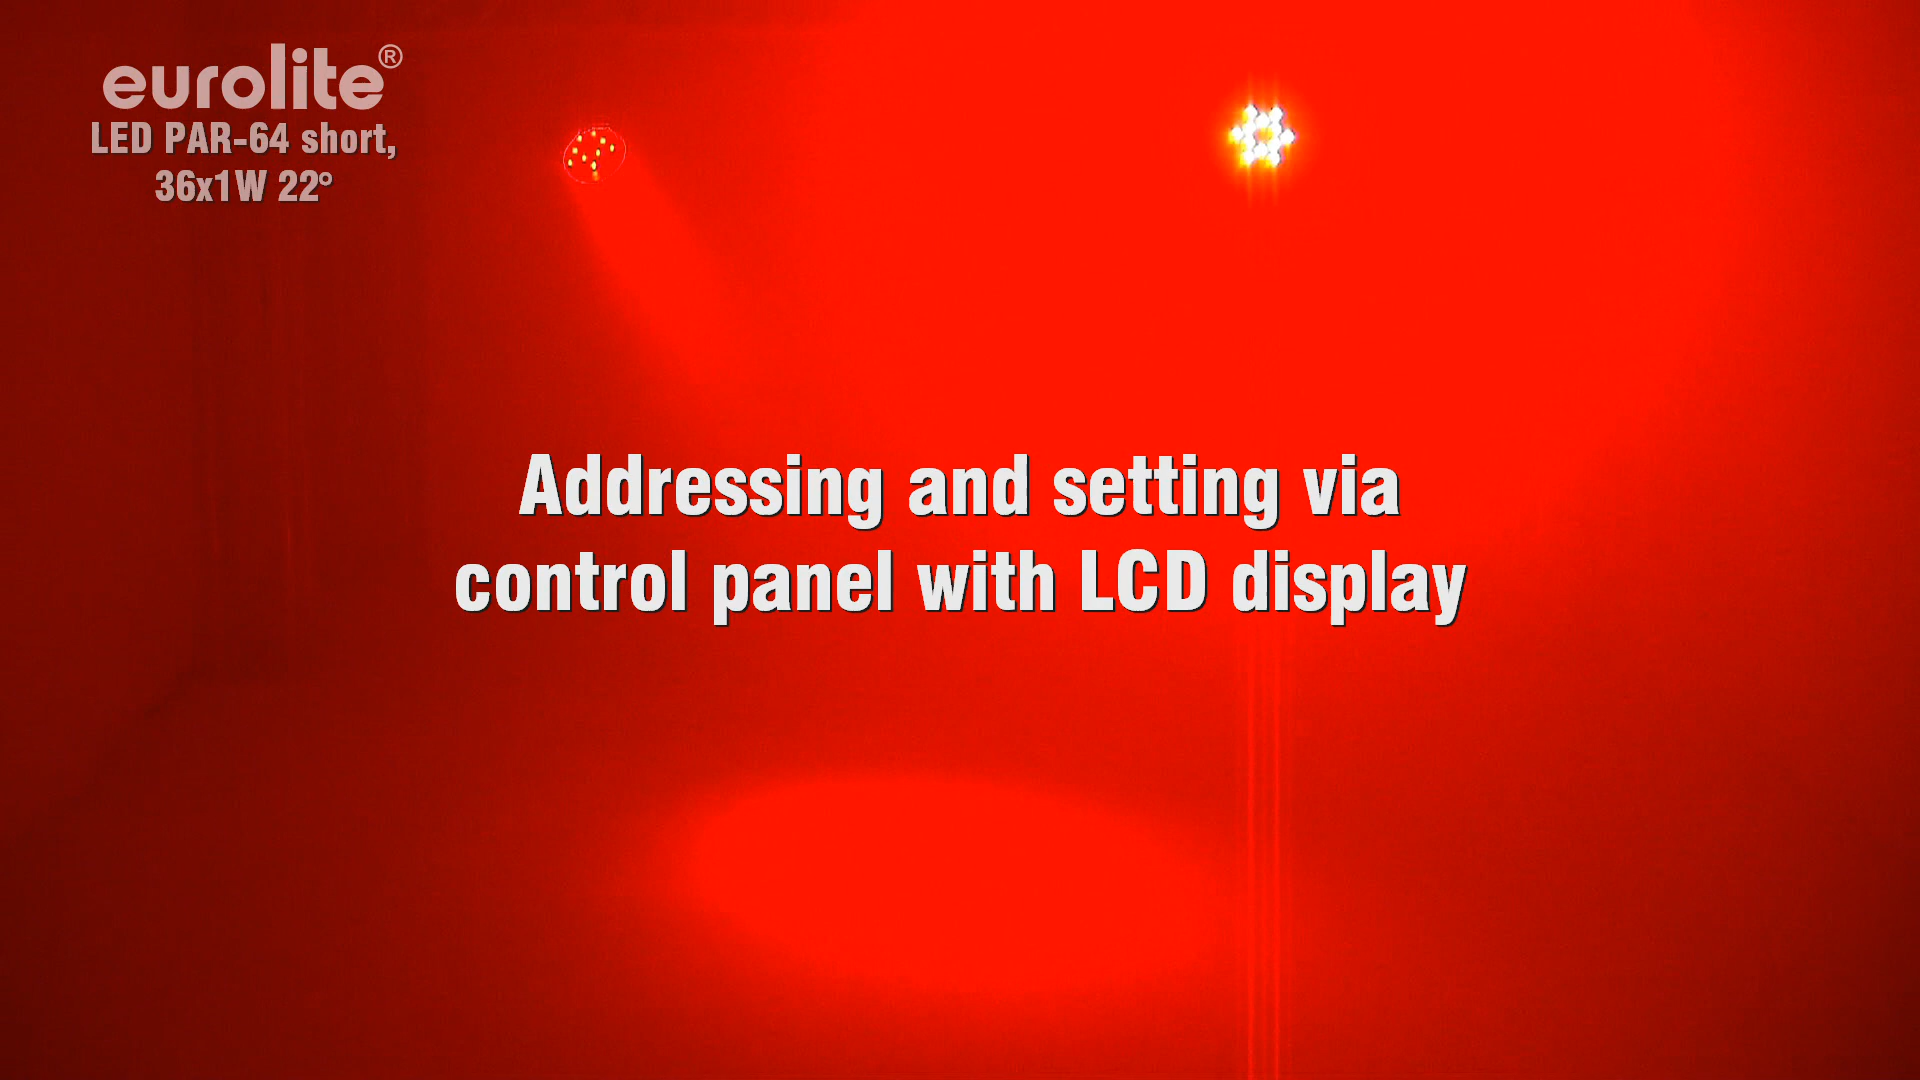 eurolite®
LED PAR-64 short,
36x1W 22°
Addressing and setting via
control panel with LCD display